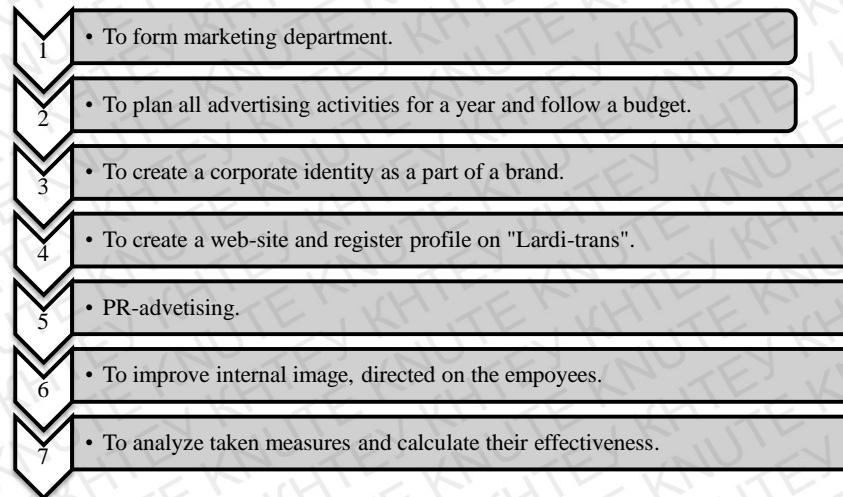 1
• To form marketing department.
2
• To plan all advertising activities for a year and follow a budget.
3
• To create a corporate identity as a part of a brand.
4
• To create a web-site and register profile on "Lardi-trans".
5
• PR-advetising.
6
• To improve internal image, directed on the empoyees.
7
• To analyze taken measures and calculate their effectiveness.